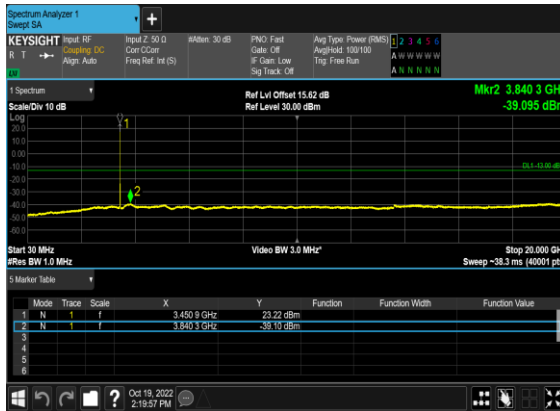 Spectrum Analyzer 1
Swept SA
+
KEYSIGHT Input: RF Input Z: 50 Ω #Atten: 30 dB PNO: Fast Avg Type: Power (RMS) 1 2 3 4 5 6
R T Coupling: DC Corr CCorr Gate: Off Avg|Hold: 100/100 A W W W W W
Align: Auto Freq Ref: Int (S) IF Gain: Low Trig: Free Run
LXI Sig Track: Off A N N N N N
1 Spectrum Ref Lvl Offset 15.62 dB Mkr2 3.840 3 GHz
Scale/Div 10 dB Ref Level 30.00 dBm -39.095 dBm
Log
1
20.0
10.0
0.00
-10.0 DL1 -13.00 dB
-20.0
-30.0
2
-40.0
-50.0
-60.0
Start 30 MHz Video BW 3.0 MHz* Stop 20.000 GH
#Res BW 1.0 MHz Sweep ~38.3 ms (40001 pt
5 Marker Table
Mode Trace Scale X Y Function Function Width Function Value
1 N 1 f 3.450 9 GHz 23.22 dBm
2 N 1 f 3.840 3 GHz -39.10 dBm
3
4
5
6
? Oct 19, 2022
2:19:57 PM